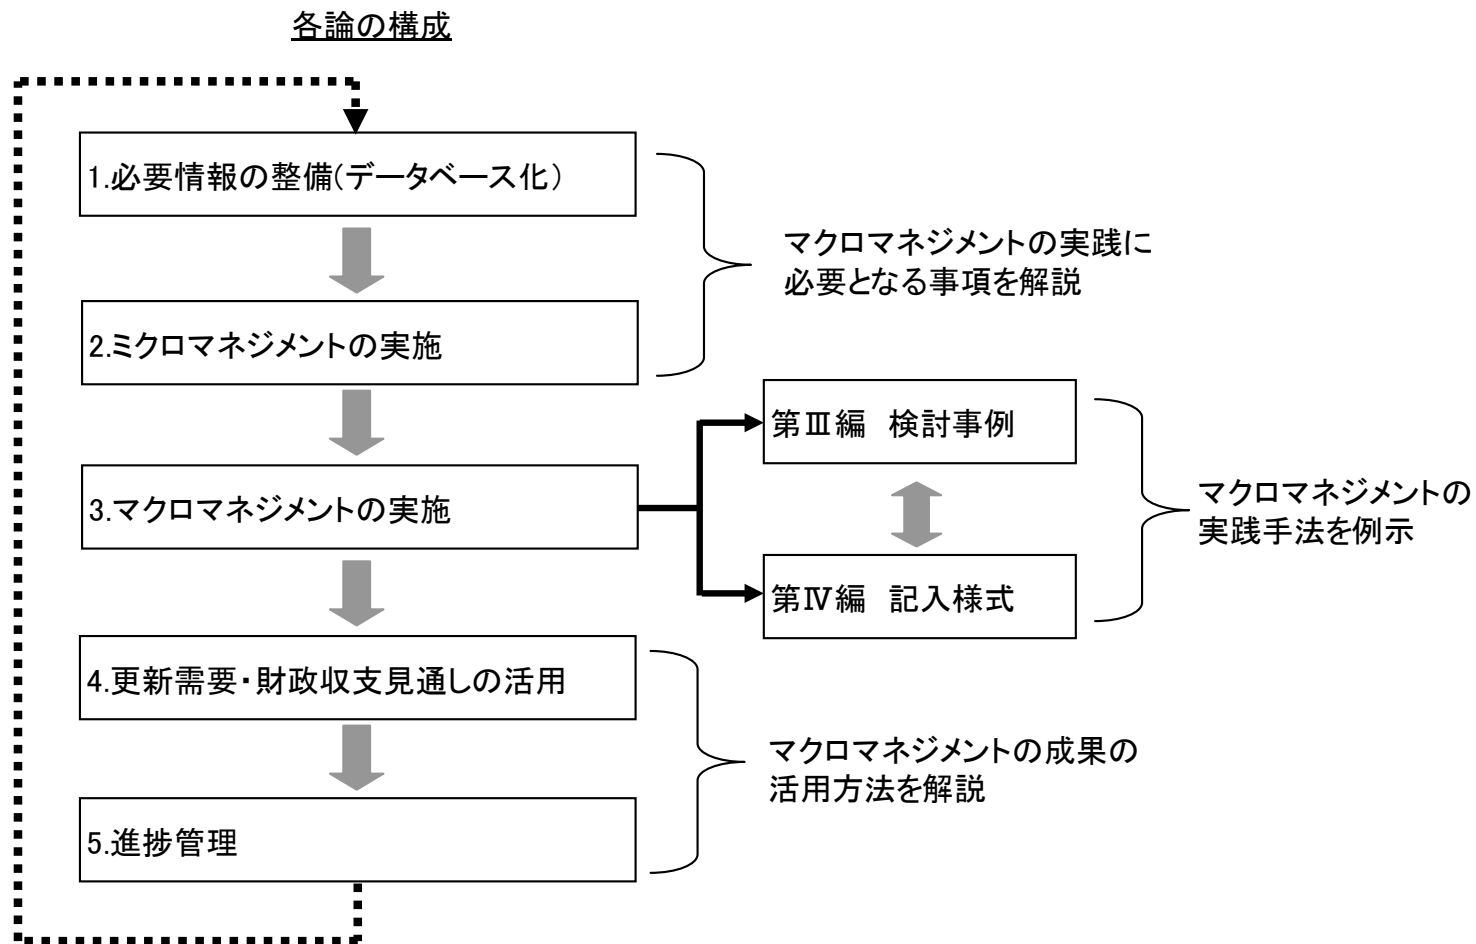 各論の構成
1.必要情報の整備(データベース化)
マクロマネジメントの実践に
必要となる事項を解説
2.ミクロマネジメントの実施
第Ⅲ編 検討事例
3.マクロマネジメントの実施
マクロマネジメントの
実践手法を例示
第Ⅳ編 記入様式
4.更新需要・財政収支見通しの活用
マクロマネジメントの成果の
活用方法を解説
5.進捗管理